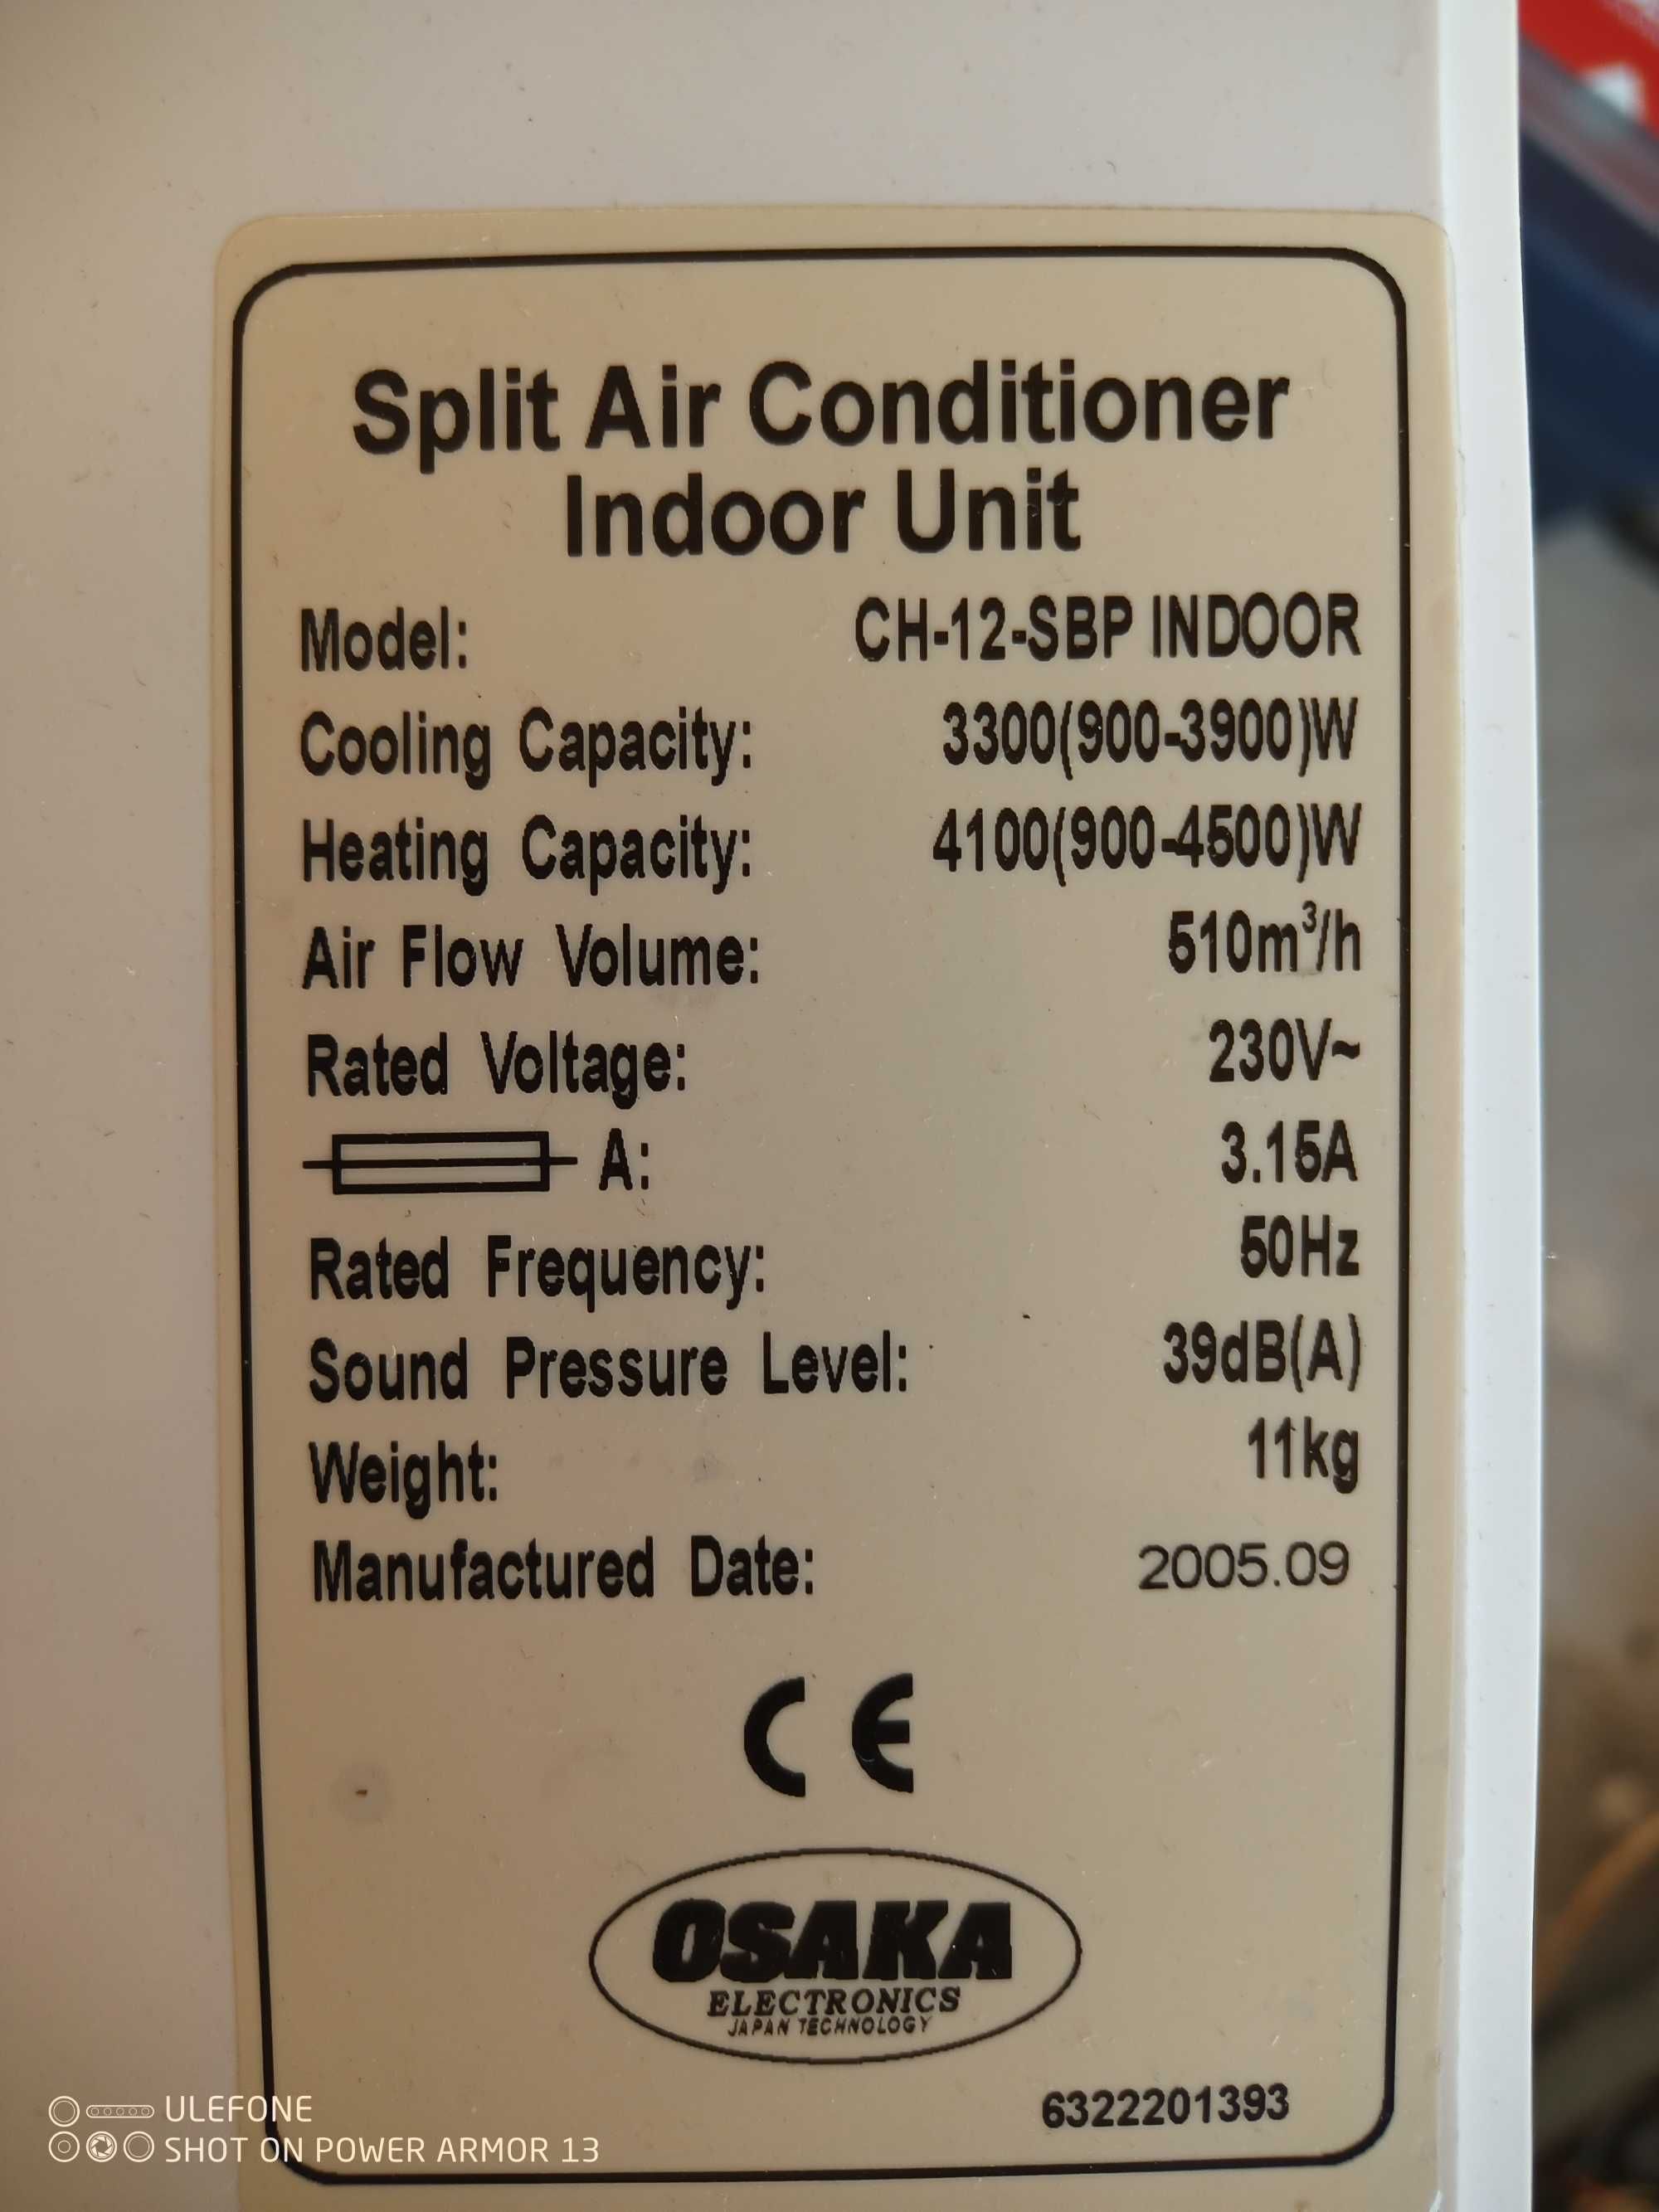 Split Air Conditioner
Indoor Unit
Model: CH-12-SBP INDOOR
Cooling Capacity: 3300(900-3900)W
Heating Capacity: 4100(900-4500)W
Air Flow Volume: 510m³/h
Rated Voltage: 230V~
A: 3.15A
Rated Frequency: 50Hz
Sound Pressure Level: 39dB(A)
Weight: 11kg
Manufactured Date: 2005.09
CE
OSAKA
ELECTRONICS
JAPAN TECHNOLOGY
6322201393
ULEFONE
SHOT ON POWER ARMOR 13